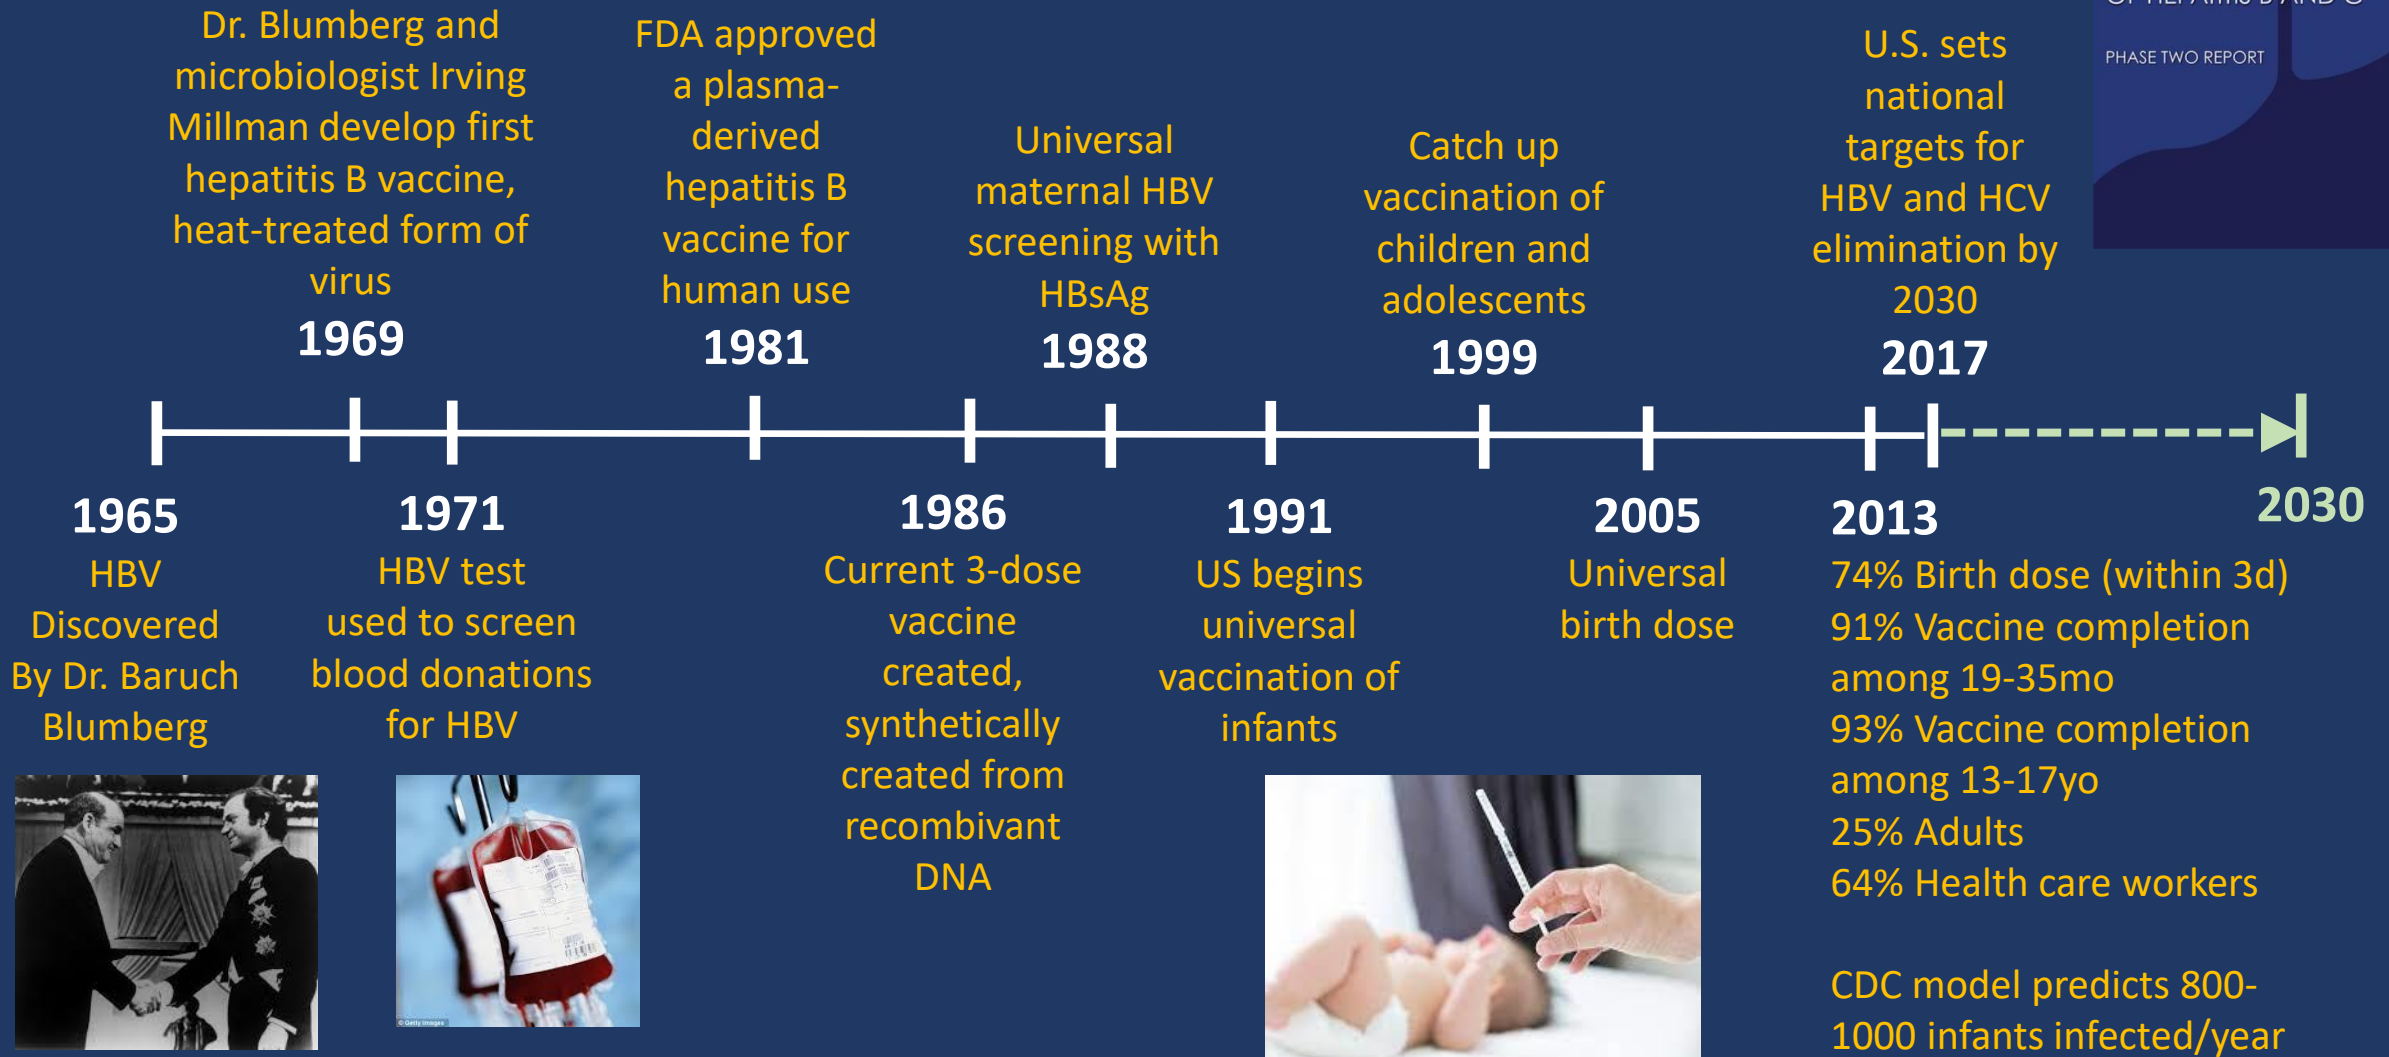 Dr. Blumberg and
microbiologist Irving
Millman develop first
hepatitis B vaccine,
heat-treated form of
virus
1969
FDA approved
a plasma-
derived
hepatitis B
vaccine for
human use
1981
Universal
maternal HBV
screening with
HBsAg
1988
Catch up
vaccination of
children and
adolescents
1999
U.S. sets
national
targets for
HBV and HCV
elimination by
2030
2017
PHASE TWO REPORT
1965
HBV
Discovered
By Dr. Baruch
Blumberg
1971
HBV test
used to screen
blood donations
for HBV
1986
Current 3-dose
vaccine
created,
synthetically
created from
recombivant
DNA
1991
US begins
universal
vaccination of
infants
2005
Universal
birth dose
2013
74% Birth dose (within 3d)
91% Vaccine completion
among 19-35mo
93% Vaccine completion
among 13-17yo
25% Adults
64% Health care workers
CDC model predicts 800-
1000 infants infected/year
2030
© Getty Images